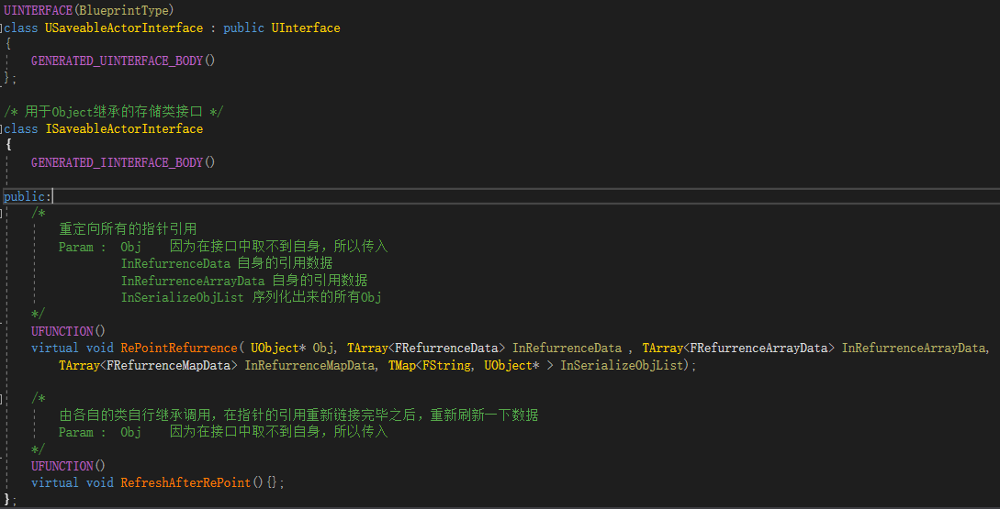 UINTERFACE(BlueprintType)
class USaveableActorInterface : public UInterface
{
GENERATED_UINTERFACE_BODY()
};
/* 用于Object继承的存储类接口 */
class ISaveableActorInterface
{
GENERATED_IINTERFACE_BODY()
public:
/*
重定向所有的指针引用
Param : Obj 因为在接口中取不到自身，所以传入
InRefurrenceData 自身的引用数据
InRefurrenceArrayData 自身的引用数据
InSerializeObjList 序列化出来的所有Obj
*/
UFUNCTION()
virtual void RePointRefurrence( UObject* Obj, TArray<FRefurrenceData> InRefurrenceData , TArray<FRefurrenceArrayData> InRefurrenceArrayData,
TArray<FRefurrenceMapData> InRefurrenceMapData, TMap<FString, UObject* > InSerializeObjList);
/*
由各自的类自行继承调用，在指针的引用重新链接完毕之后，重新刷新一下数据
Param : Obj 因为在接口中取不到自身，所以传入
*/
UFUNCTION()
virtual void RefreshAfterRePoint(){};
};